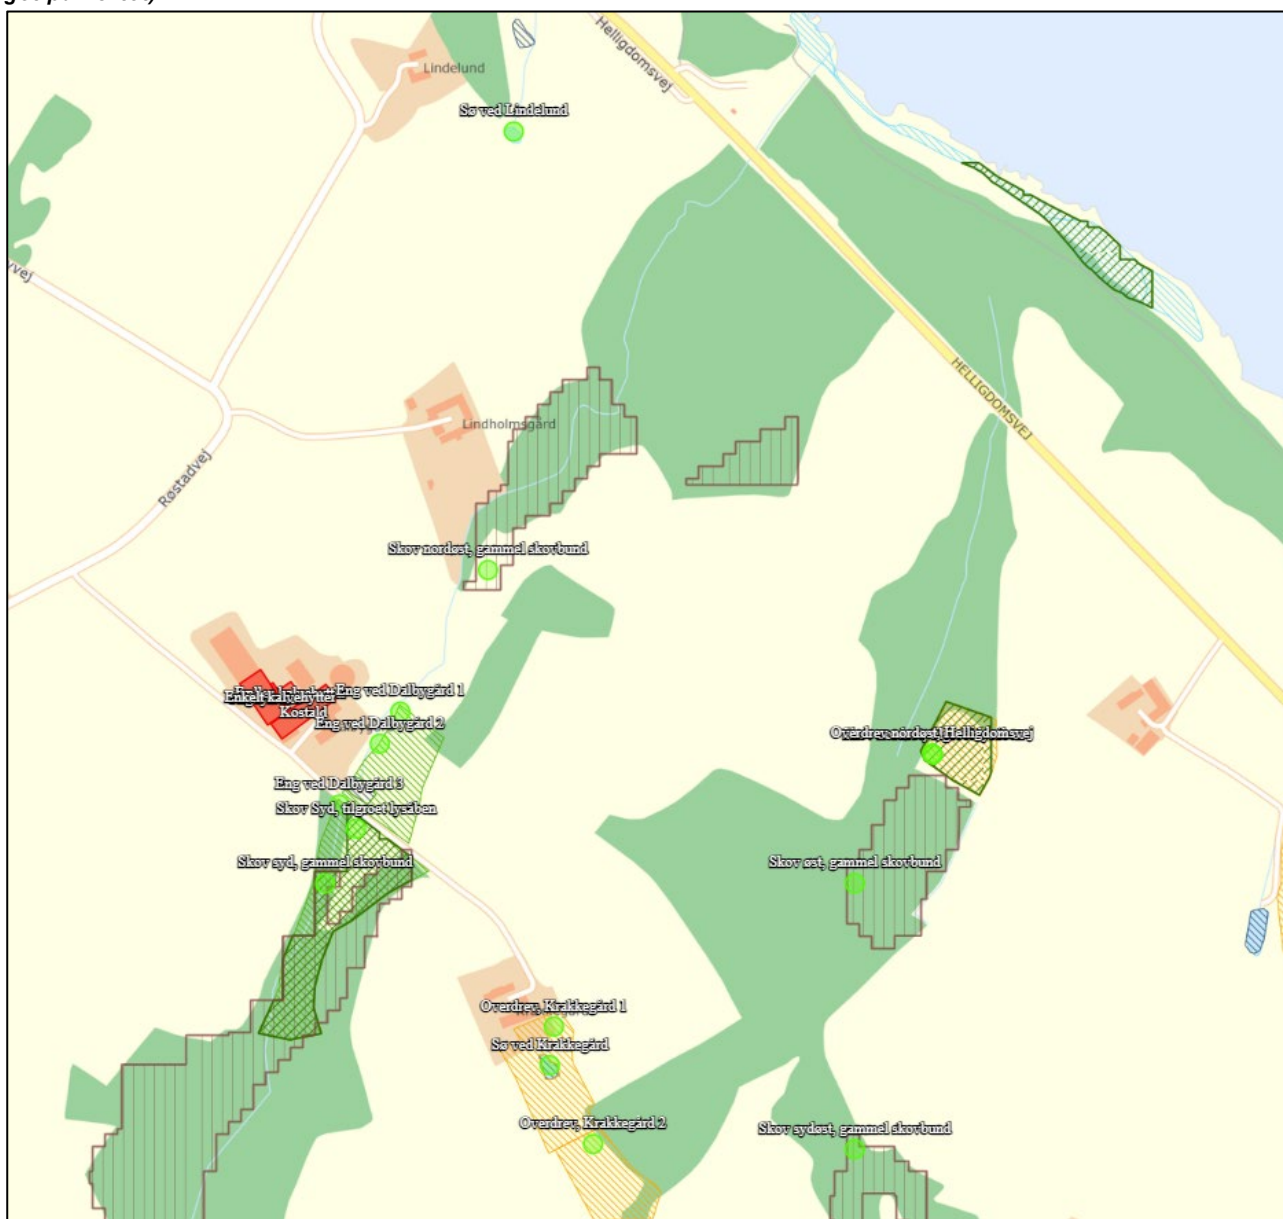 Helligdomsvej
Lindelund
Sø ved Lindelund
HELLIGDOMSVEJ
Lindholmsgård
Røstadvej
Skov nordøst, gammel skovbund
Eng ved Dalbygård 1
Enkelt kalvehytter
Kostald
Eng ved Dalbygård 2
Overdrev nordøst, Helligdomsvej
Eng ved Dalbygård 3
Skov Syd, tilgroet lysåben
Skov syd, gammel skovbund
Skov øst, gammel skovbund
Overdrev, Krakkegård 1
Sø ved Krakkegård
Overdrev, Krakkegård 2
Skov sydøst, gammel skovbund